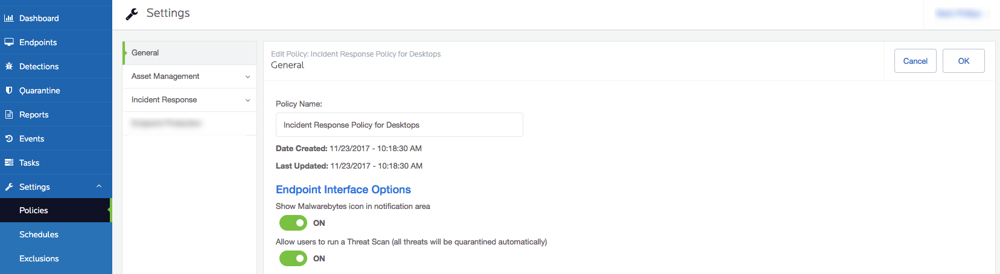 Dashboard
Endpoints
Detections
Quarantine
Reports
Events
Tasks
Settings
Policies
Schedules
Exclusions
Settings
General
Asset Management
Incident Response
Edit Policy: Incident Response Policy for Desktops
General
Cancel
OK
Policy Name:
Incident Response Policy for Desktops
Date Created: 11/23/2017 - 10:18:30 AM
Last Updated: 11/23/2017 - 10:18:30 AM
Endpoint Interface Options
Show Malwarebytes icon in notification area
ON
Allow users to run a Threat Scan (all threats will be quarantined automatically)
ON